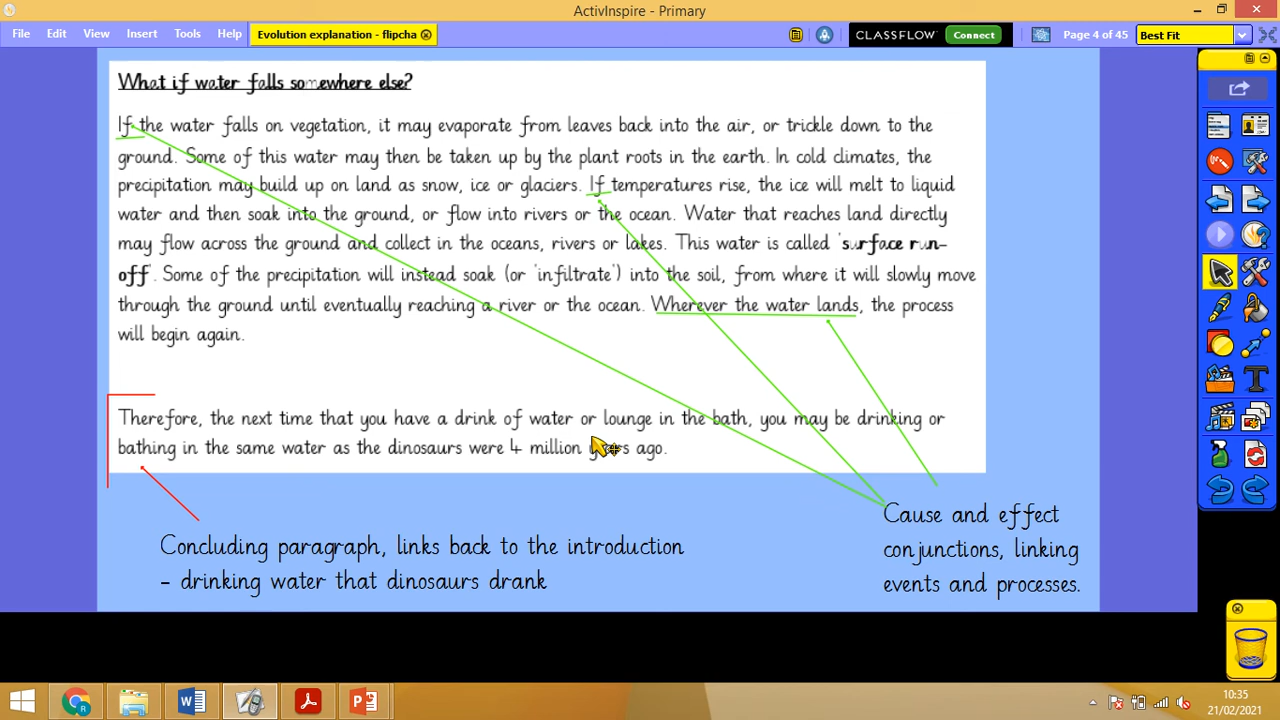 ActivInspire - Primary
File Edit View Insert Tools Help Evolution explanation - flipcha CLASSFLOW Connect Page 4 of 45 Best Fit
What if water falls somewhere else?
If the water falls on vegetation, it may evaporate from leaves back into the air, or trickle down to the
ground. Some of this water may then be taken up by the plant roots in the earth. In cold climates, the
precipitation may build up on land as snow, ice or glaciers. If temperatures rise, the ice will melt to liquid
water and then soak into the ground, or flow into rivers or the ocean. Water that reaches land directly
may flow across the ground and collect in the oceans, rivers or lakes. This water is called 'surface run-
off'. Some of the precipitation will instead soak (or 'infiltrate') into the soil, from where it will slowly move
through the ground until eventually reaching a river or the ocean. Wherever the water lands, the process
will begin again.
Therefore, the next time that you have a drink of water or lounge in the bath, you may be drinking or
bathing in the same water as the dinosaurs were 4 million years ago.
Concluding paragraph, links back to the introduction
- drinking water that dinosaurs drank
Cause and effect
conjunctions, linking
events and processes.
10:35
21/02/2021